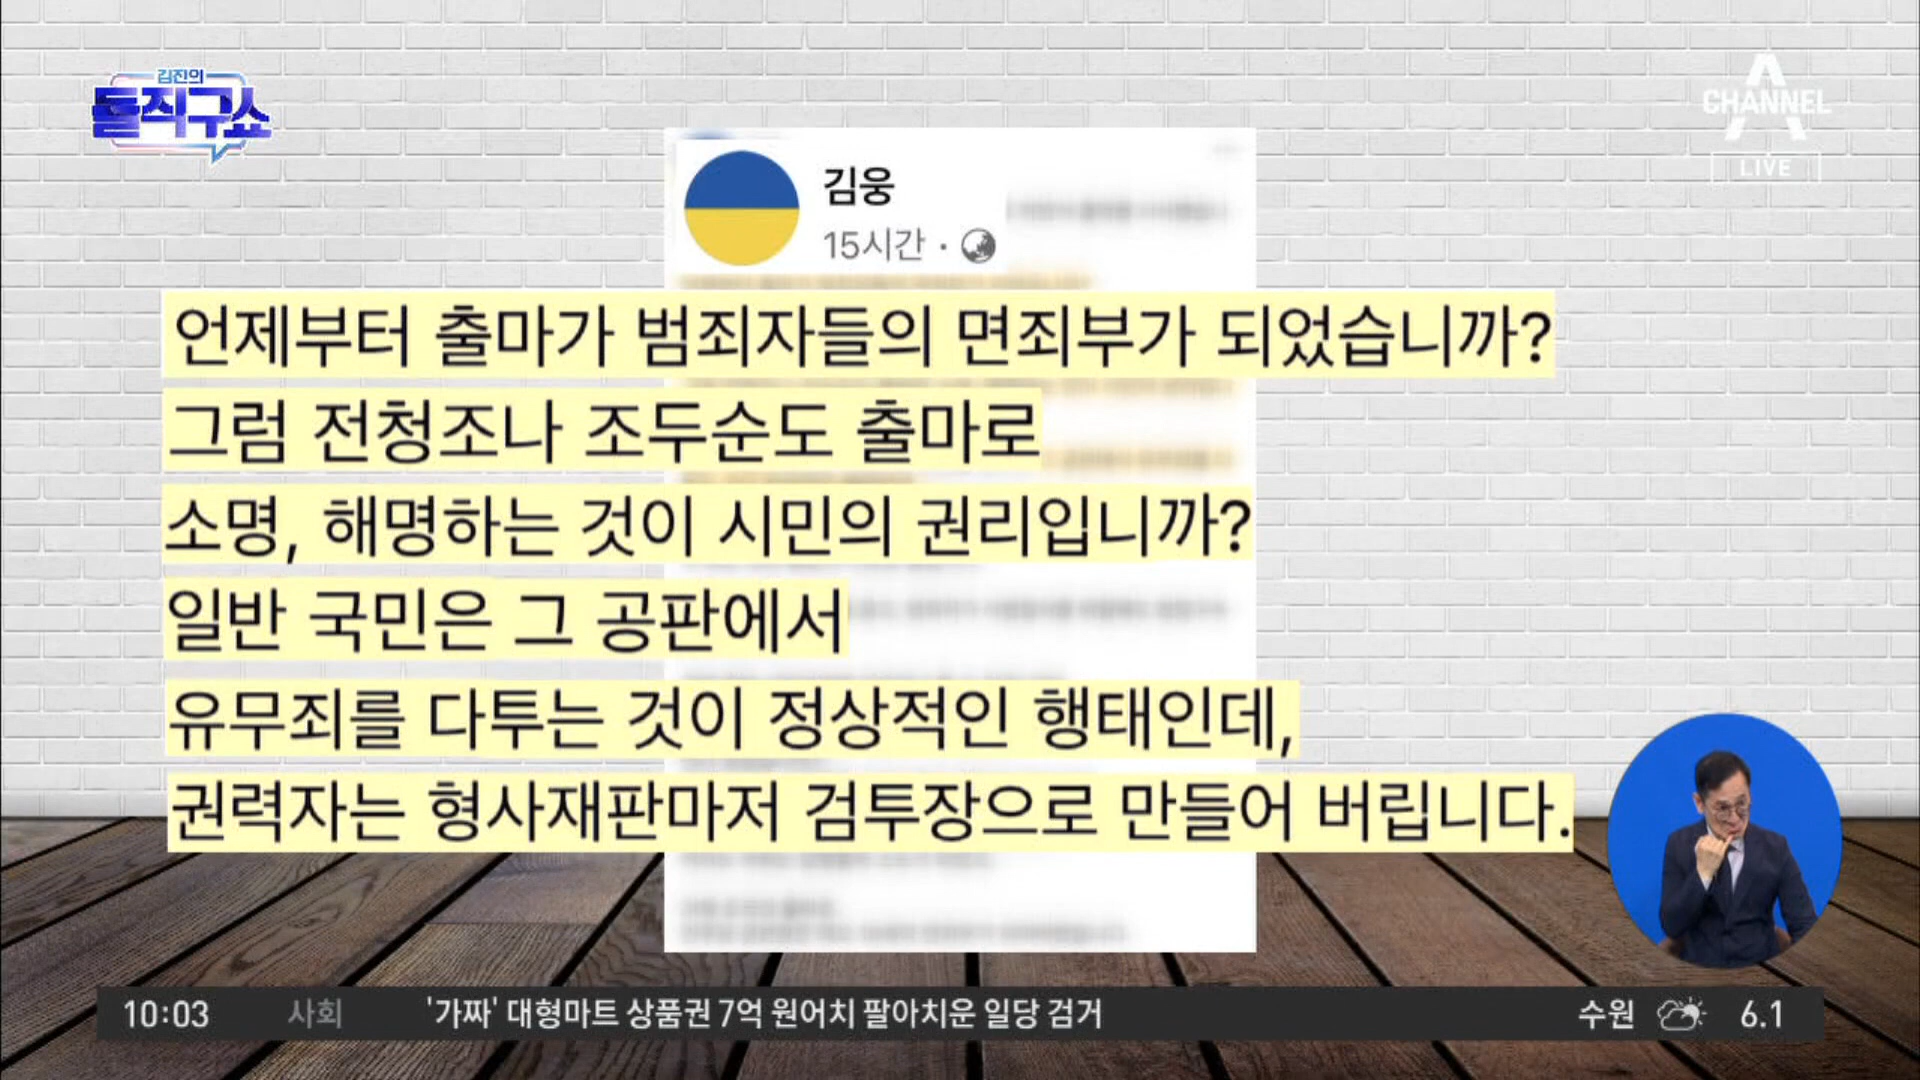 김진의
돌직구쇼
CHANNEL A
LIVE
김웅
15시간 ·
언제부터 출마가 범죄자들의 면죄부가 되었습니까?
그럼 전청조나 조두순도 출마로
소명, 해명하는 것이 시민의 권리입니까?
일반 국민은 그 공판에서
유무죄를 다투는 것이 정상적인 행태인데,
권력자는 형사재판마저 검투장으로 만들어 버립니다.
10:03 사회 '가짜' 대형마트 상품권 7억 원어치 팔아치운 일당 검거 수원 6.1